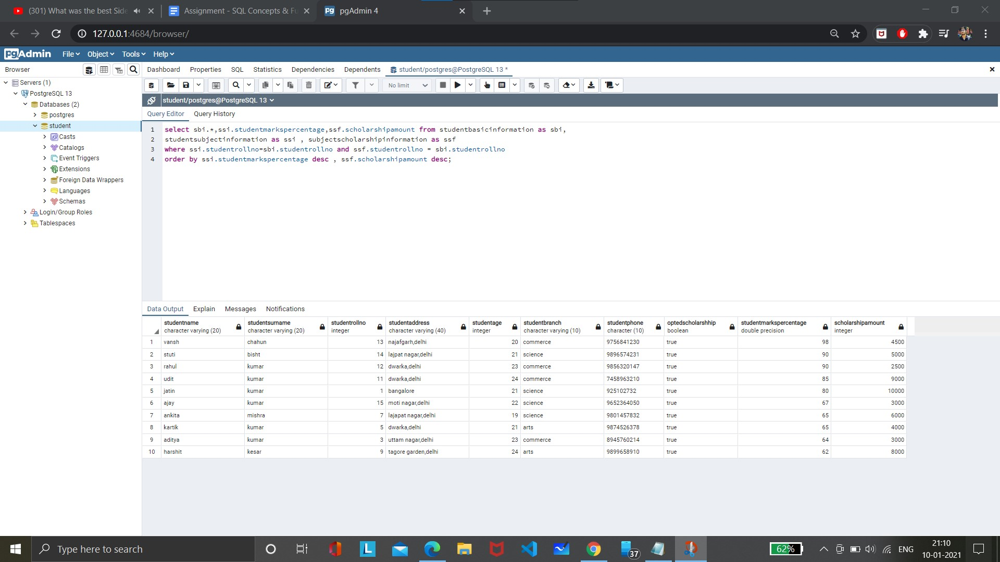 (301) What was the best Side
Assignment - SQL Concepts & Fu
pgAdmin 4
127.0.0.1:4684/browser/
pgAdmin File Object Tools Help
Browser
Dashboard Properties SQL Statistics Dependencies Dependents student/postgres@PostgreSQL 13 *
Servers (1)
PostgreSQL 13
Databases (2)
postgres
student
Casts
Catalogs
Event Triggers
Extensions
Foreign Data Wrappers
Languages
Schemas
Login/Group Roles
Tablespaces
No limit
student/postgres@PostgreSQL 13
Query Editor Query History
1 select sbi.*,ssi.studentmarkspercentage,ssf.scholarshipamount from studentbasicinformation as sbi,
2 studentsubjectinformation as ssi , subjectscholarshipinformation as ssf
3 where ssi.studentrollno=sbi.studentrollno and ssf.studentrollno = sbi.studentrollno
4 order by ssi.studentmarkspercentage desc , ssf.scholarshipamount desc;
Data Output Explain Messages Notifications
studentname studentsurname studentrollno studentaddress studentage studentbranch studentphone optedscholarshhip studentmarkspercentage scholarshipamount
character varying (20) character varying (20) integer character varying (40) integer character varying (10) character (10) boolean double precision integer
1 vansh chahun 13 najafgarh,delhi 20 commerce 9756841230 true 98 4500
2 stuti bisht 14 lajpat nagar,delhi 21 science 9896574231 true 90 5000
3 rahul kumar 12 dwarka,delhi 23 commerce 9856320147 true 90 2500
4 udit kumar 11 dwarka,delhi 24 commerce 7458963210 true 85 9000
5 jatin kumar 1 bangalore 21 science 925102732 true 80 10000
6 ajay kumar 15 moti nagar,delhi 22 science 9652364050 true 67 3000
7 ankita mishra 7 lajapat nagar,delhi 19 science 9801457832 true 65 6000
8 kartik kumar 5 dwarka,delhi 21 arts 9874526378 true 65 4000
9 aditya kumar 3 uttam nagar,delhi 23 commerce 8945760214 true 64 3000
10 harshit kesar 9 tagore garden,delhi 24 arts 9899658910 true 62 8000
Type here to search
L
37
62%
ENG
21:10
10-01-2021